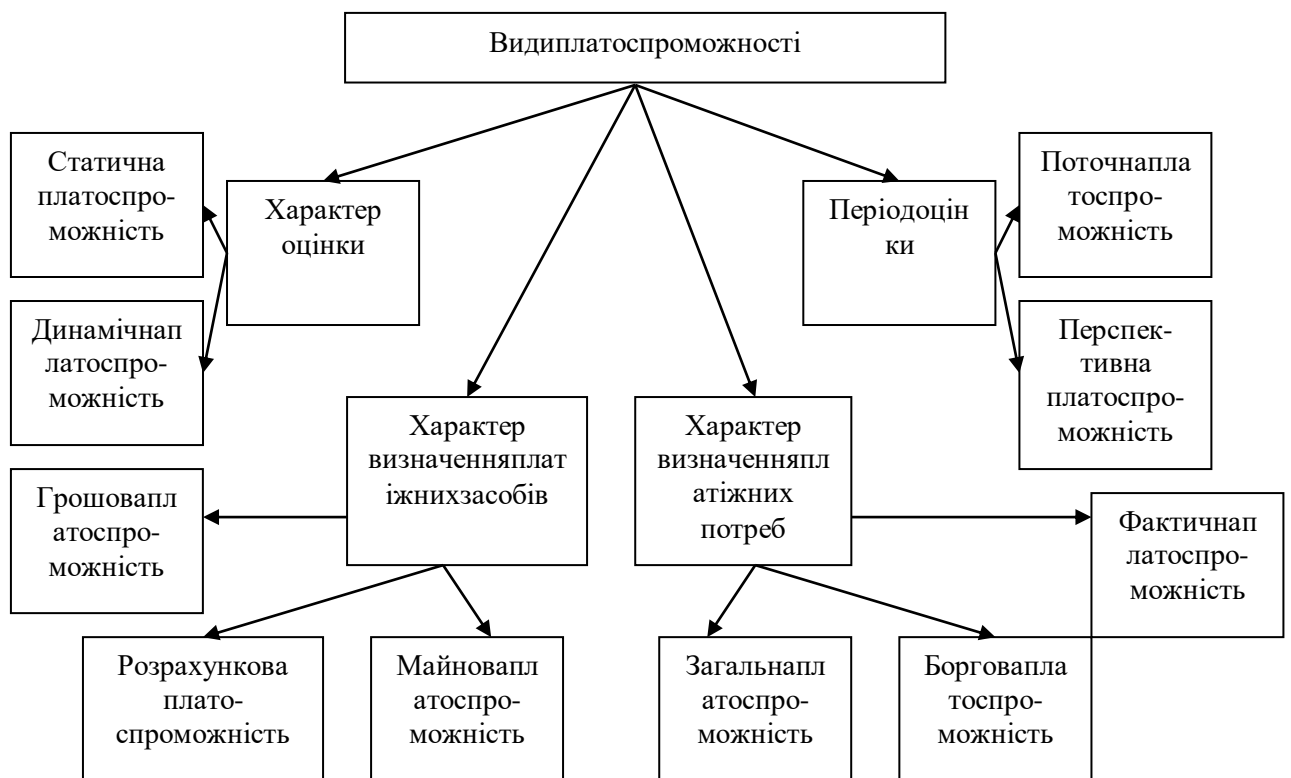 Видиплатоспроможності
Статична
платоспро-
можність
Характер
оцінки
Періодоцін
ки
Поточнапла
тоспро-
можність
Динамічнап
латоспро-
можність
Перспек-
тивна
платоспро-
можність
Характер
визначенняплат
іжнихзасобів
Характер
визначенняпл
атіжних
потреб
Грошовапл
атоспро-
можність
Фактичнап
латоспро-
можність
Розрахункова
плато-
спроможність
Майновапл
атоспро-
можність
Загальнапл
атоспро-
можність
Борговапла
тоспро-
можність